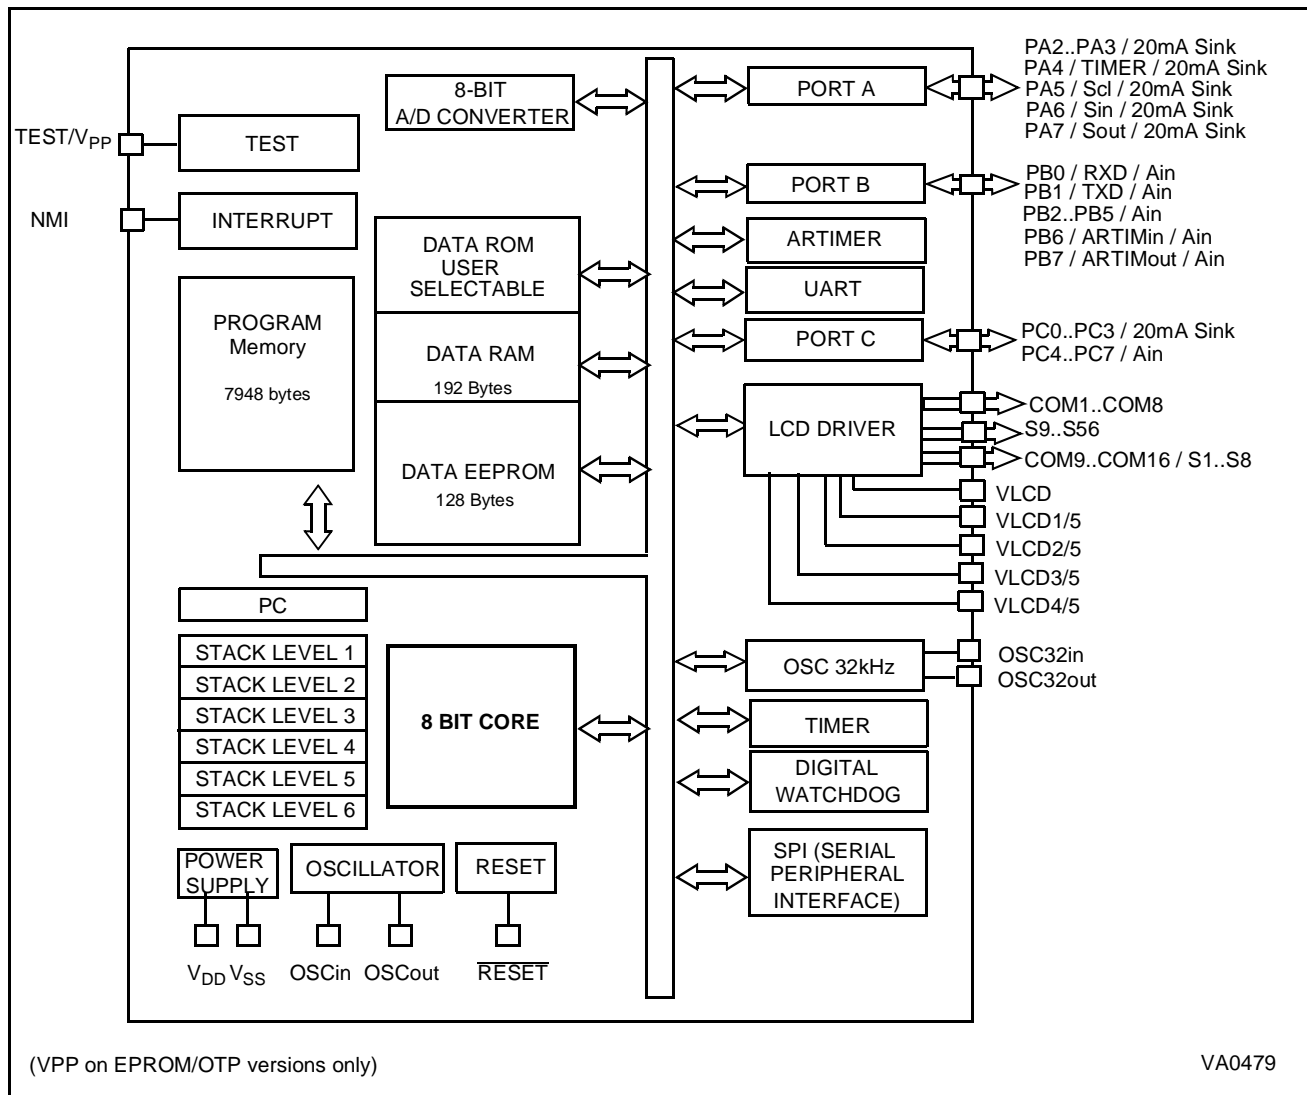 TEST/VPP
NMI
TEST
INTERRUPT
PROGRAM
Memory
7948 bytes
8-BIT
A/D CONVERTER
DATA ROM
USER
SELECTABLE
DATA RAM
192 Bytes
DATA EEPROM
128 Bytes
PC
STACK LEVEL 1
STACK LEVEL 2
STACK LEVEL 3
STACK LEVEL 4
STACK LEVEL 5
STACK LEVEL 6
8 BIT CORE
POWER
SUPPLY
OSCILLATOR
RESET
VDD VSS
OSCin OSCout
RESET
PORT A
PORT B
ARTIMER
UART
PORT C
LCD DRIVER
OSC 32kHz
TIMER
DIGITAL
WATCHDOG
SPI (SERIAL
PERIPHERAL
INTERFACE)
PA2..PA3 / 20mA Sink
PA4 / TIMER / 20mA Sink
PA5 / Scl / 20mA Sink
PA6 / Sin / 20mA Sink
PA7 / Sout / 20mA Sink
PB0 / RXD / Ain
PB1 / TXD / Ain
PB2..PB5 / Ain
PB6 / ARTIMin / Ain
PB7 / ARTIMout / Ain
PC0..PC3 / 20mA Sink
PC4..PC7 / Ain
COM1..COM8
S9..S56
COM9..COM16 / S1..S8
VLCD
VLCD1/5
VLCD2/5
VLCD3/5
VLCD4/5
OSC32in
OSC32out
(VPP on EPROM/OTP versions only)
VA0479